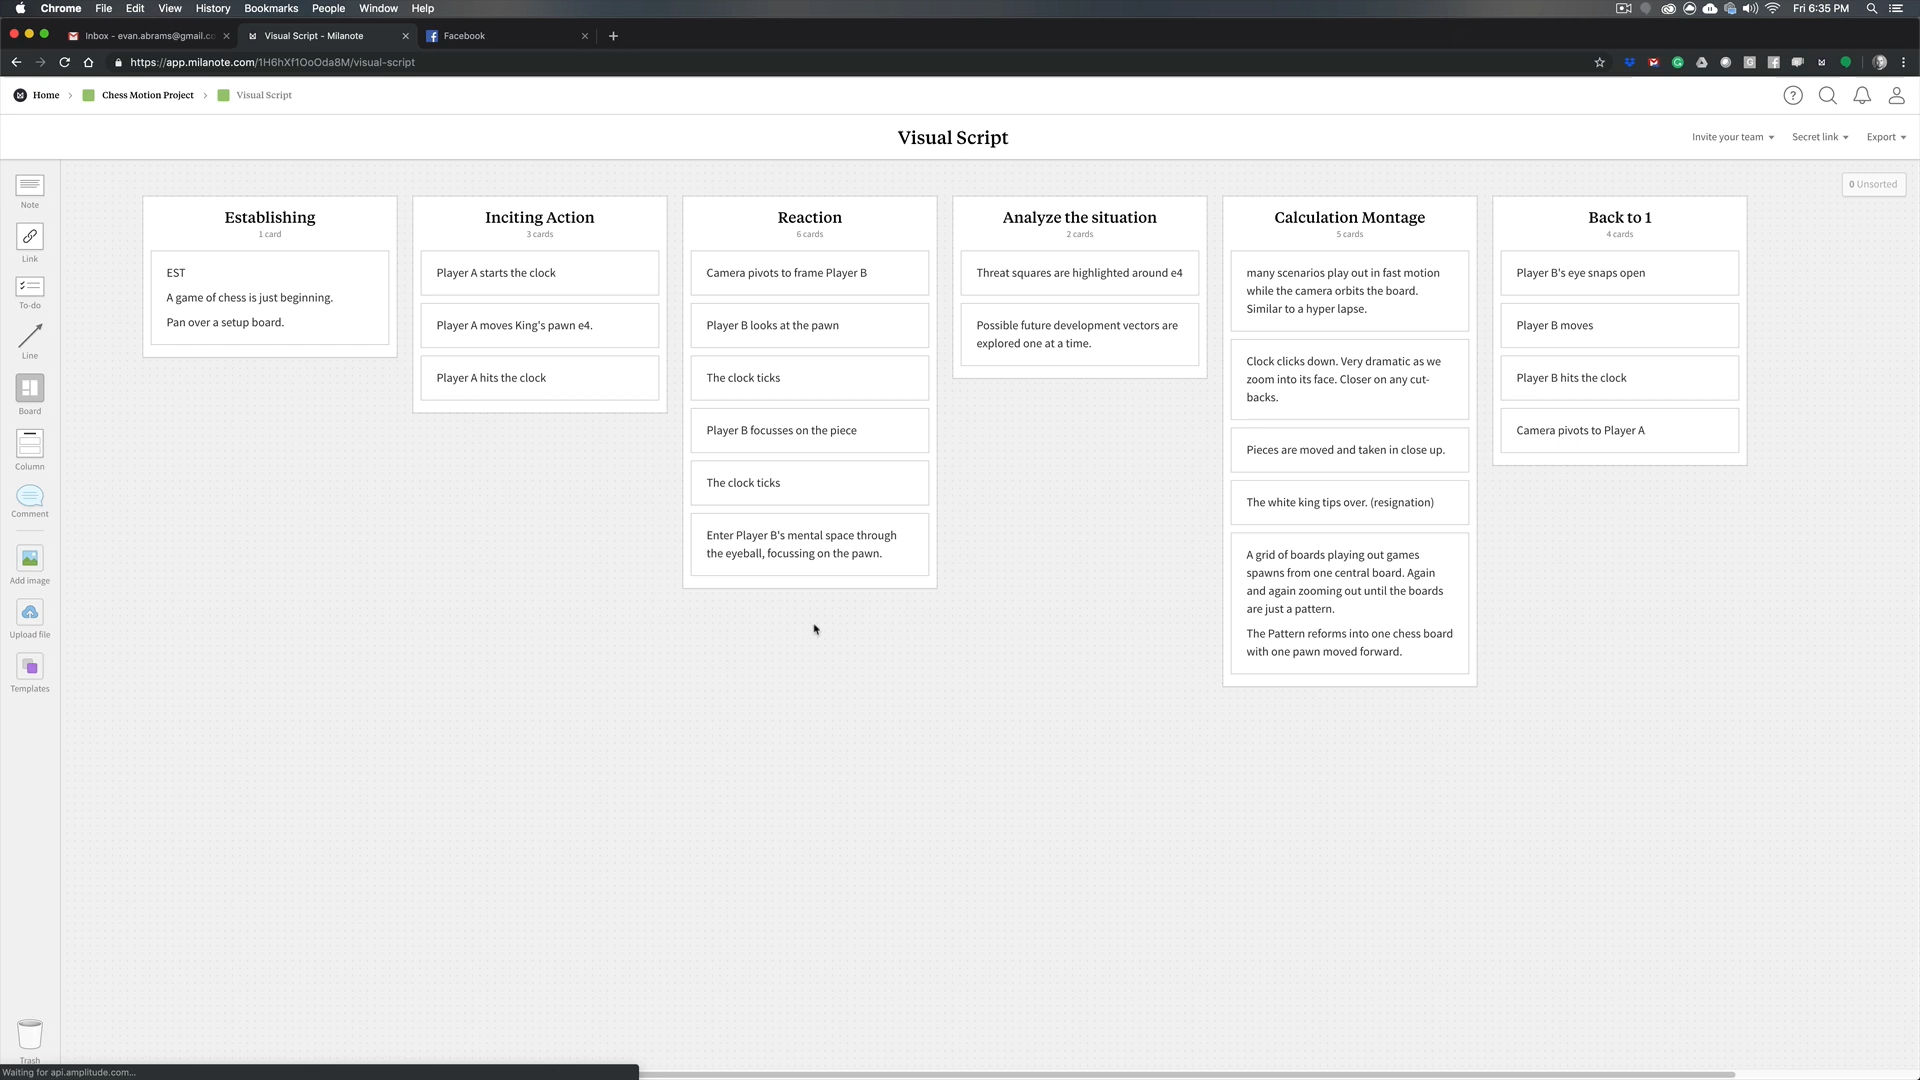 Chrome File Edit View History Bookmarks People Window Help
Fri 6:35 PM
Inbox - evan.abrams@gmail.co
Visual Script - Milanote
Facebook
https://app.milanote.com/1H6hXf1OoOda8M/visual-script
Home
Chess Motion Project
Visual Script
Visual Script
Invite your team
Secret link
Export
0 Unsorted
Note
Link
To-do
Line
Board
Column
Comment
Add image
Upload file
Templates
Trash
Establishing
1 card
EST
A game of chess is just beginning.
Pan over a setup board.
Inciting Action
3 cards
Player A starts the clock
Player A moves King's pawn e4.
Player A hits the clock
Reaction
6 cards
Camera pivots to frame Player B
Player B looks at the pawn
The clock ticks
Player B focusses on the piece
The clock ticks
Enter Player B's mental space through
the eyeball, focussing on the pawn.
Analyze the situation
2 cards
Threat squares are highlighted around e4
Possible future development vectors are
explored one at a time.
Calculation Montage
5 cards
many scenarios play out in fast motion
while the camera orbits the board.
Similar to a hyper lapse.
Clock clicks down. Very dramatic as we
zoom into its face. Closer on any cut-
backs.
Pieces are moved and taken in close up.
The white king tips over. (resignation)
A grid of boards playing out games
spawns from one central board. Again
and again zooming out until the boards
are just a pattern.
The Pattern reforms into one chess board
with one pawn moved forward.
Back to 1
4 cards
Player B's eye snaps open
Player B moves
Player B hits the clock
Camera pivots to Player A
Waiting for api.amplitude.com...